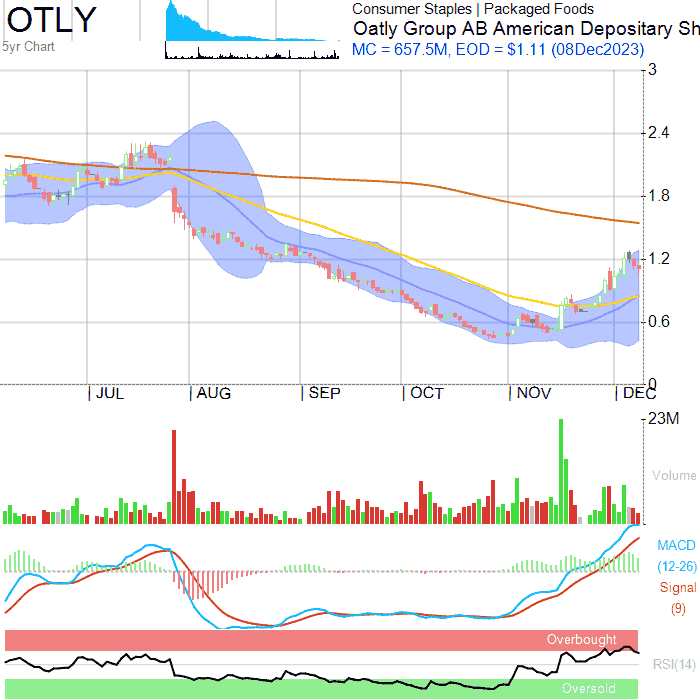 OTLY
5yr Chart
Consumer Staples | Packaged Foods
Oatly Group AB American Depositary Sh
MC = 657.5M, EOD = $1.11 (08Dec2023)
3
2.4
1.8
1.2
0.6
0
| JUL | AUG | SEP | OCT | NOV | DEC
23M
Volume
MACD
(12-26)
Signal
(9)
Overbought
RSI(14)
Oversold